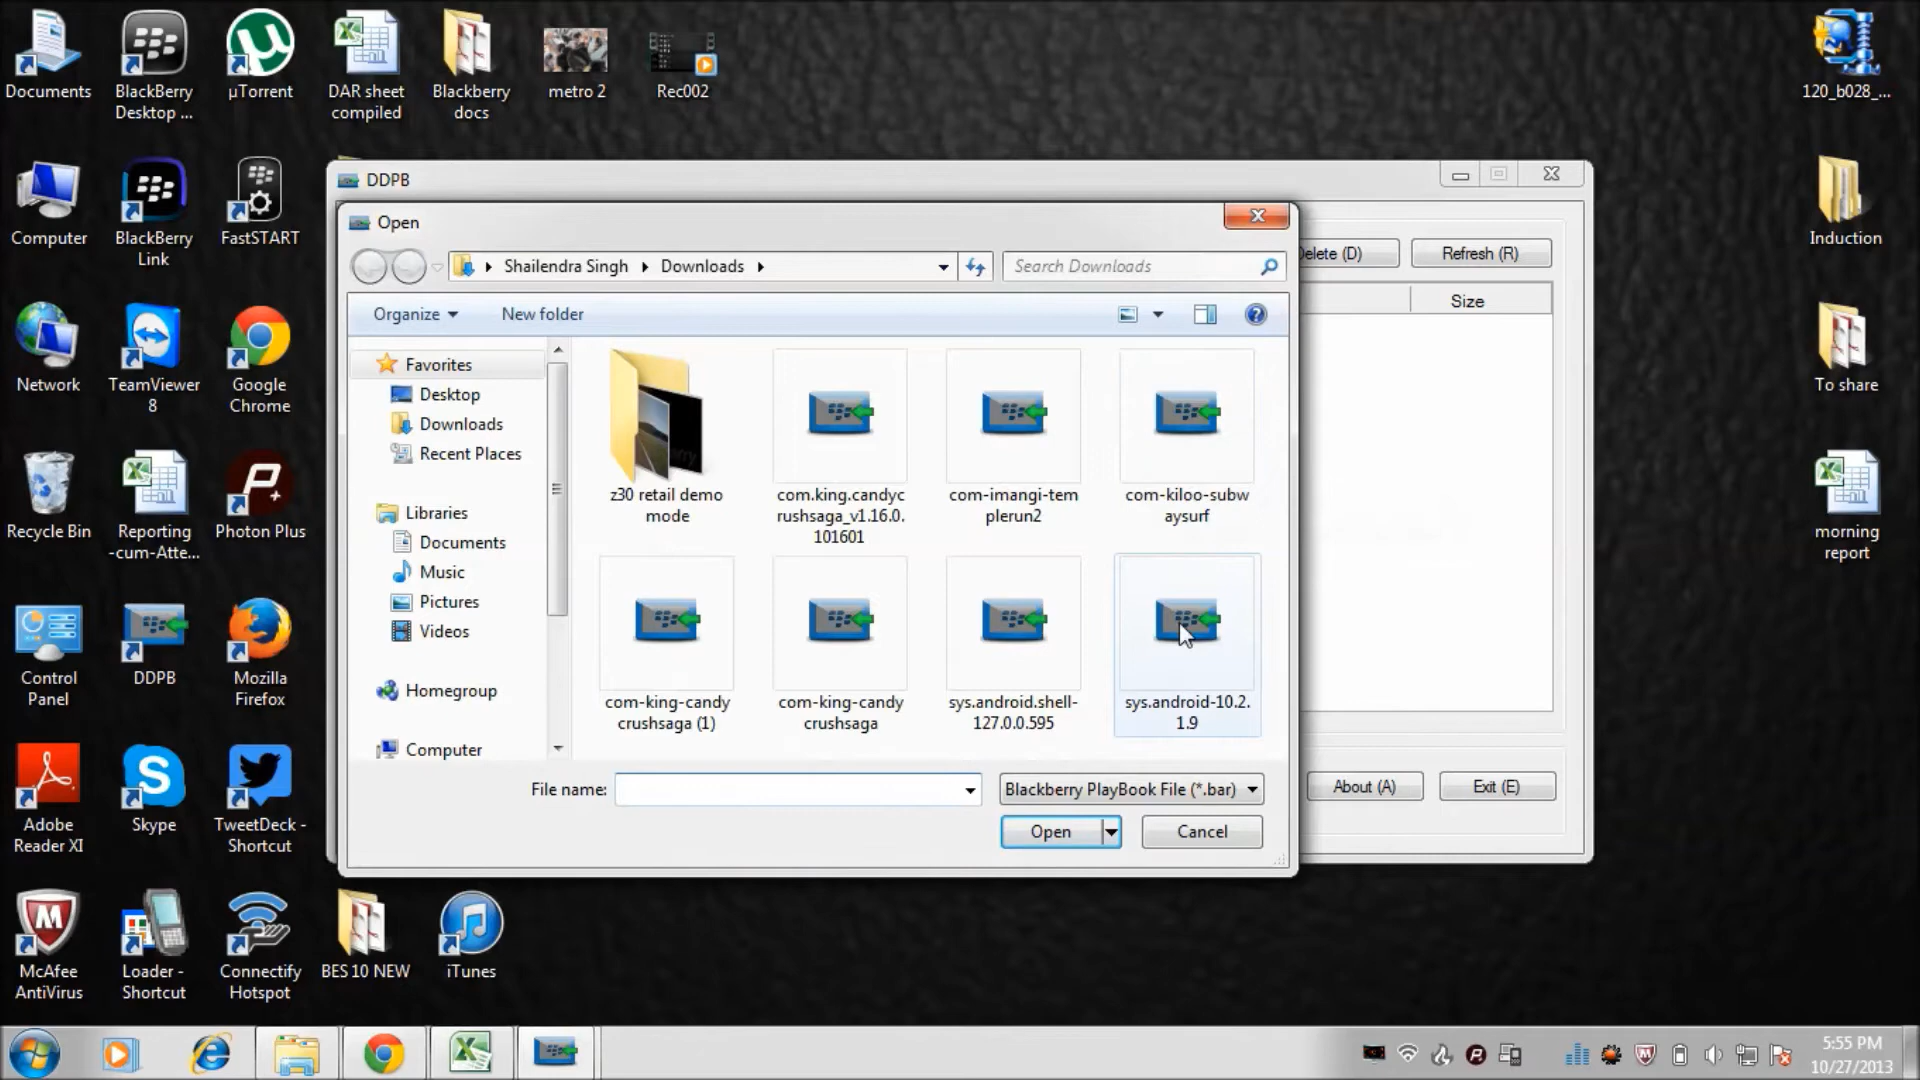 Documents
BlackBerry
Desktop ...
µTorrent
DAR sheet
compiled
Blackberry
docs
metro 2
Rec002
120_b028_...
Computer
BlackBerry
Link
FastSTART
Induction
Network
TeamViewer
8
Google
Chrome
To share
Recycle Bin
Reporting
-cum-Atte...
Photon Plus
morning
report
Control
Panel
DDPB
Mozilla
Firefox
Adobe
Reader XI
Skype
TweetDeck -
Shortcut
McAfee
AntiVirus
Loader -
Shortcut
Connectify
Hotspot
BES 10 NEW
iTunes
DDPB
Delete (D)
Refresh (R)
Size
About (A)
Exit (E)
Open
Shailendra Singh
Downloads
Search Downloads
Organize
New folder
Favorites
Desktop
Downloads
Recent Places
Libraries
Documents
Music
Pictures
Videos
Homegroup
Computer
z30 retail demo
mode
com.king.candyc
rushsaga_v1.16.0.
101601
com-imangi-tem
plerun2
com-kiloo-subw
aysurf
com-king-candy
crushsaga (1)
com-king-candy
crushsaga
sys.android.shell-
127.0.0.595
sys.android-10.2.
1.9
File name:
Blackberry PlayBook File (*.bar)
Open
Cancel
5:55 PM
10/27/2013